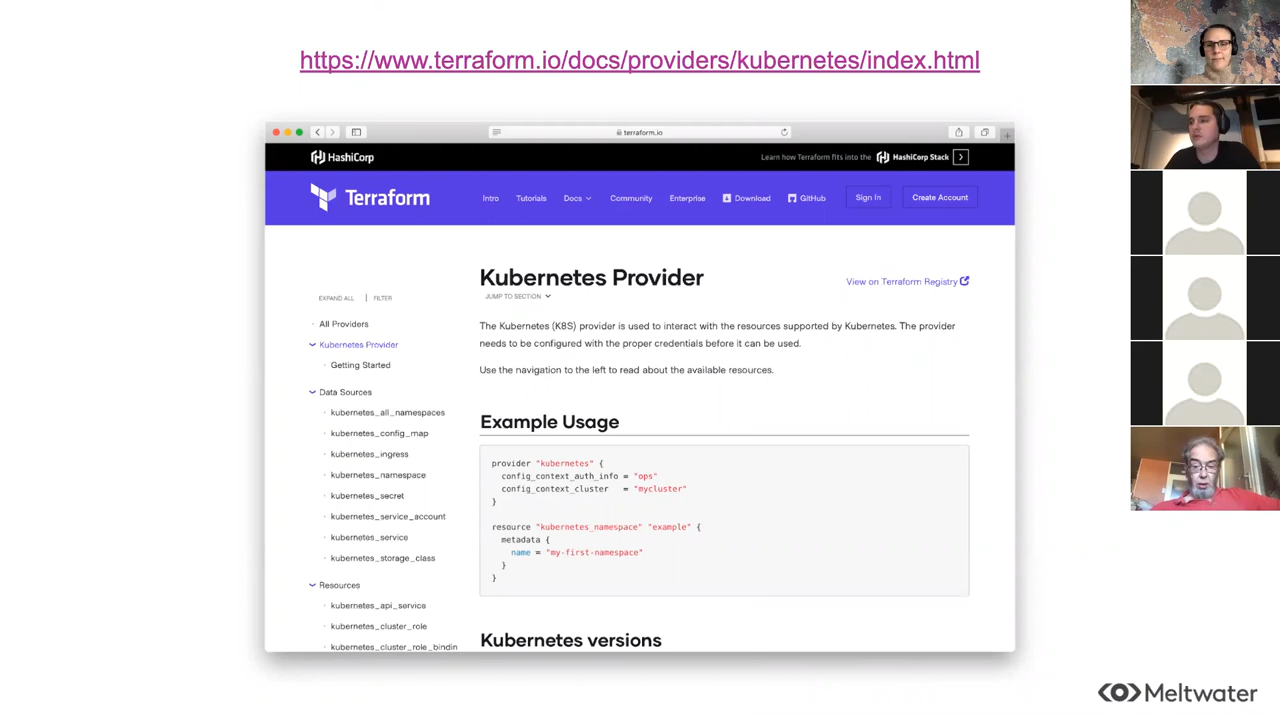 https://www.terraform.io/docs/providers/kubernetes/index.html
terraform.io
HashiCorp
Learn how Terraform fits into the HashiCorp Stack
Terraform
Intro
Tutorials
Docs
Community
Enterprise
Download
GitHub
Sign In
Create Account
EXPAND ALL | FILTER
All Providers
Kubernetes Provider
Getting Started
Data Sources
kubernetes_all_namespaces
kubernetes_config_map
kubernetes_ingress
kubernetes_namespace
kubernetes_secret
kubernetes_service_account
kubernetes_service
kubernetes_storage_class
Resources
kubernetes_api_service
kubernetes_cluster_role
kubernetes_cluster_role_bindin
Kubernetes Provider
View on Terraform Registry
JUMP TO SECTION
The Kubernetes (K8S) provider is used to interact with the resources supported by Kubernetes. The provider
needs to be configured with the proper credentials before it can be used.
Use the navigation to the left to read about the available resources.
Example Usage
provider "kubernetes" {
config_context_auth_info = "ops"
config_context_cluster = "mycluster"
}
resource "kubernetes_namespace" "example" {
metadata {
name = "my-first-namespace"
}
}
Kubernetes versions
Meltwater